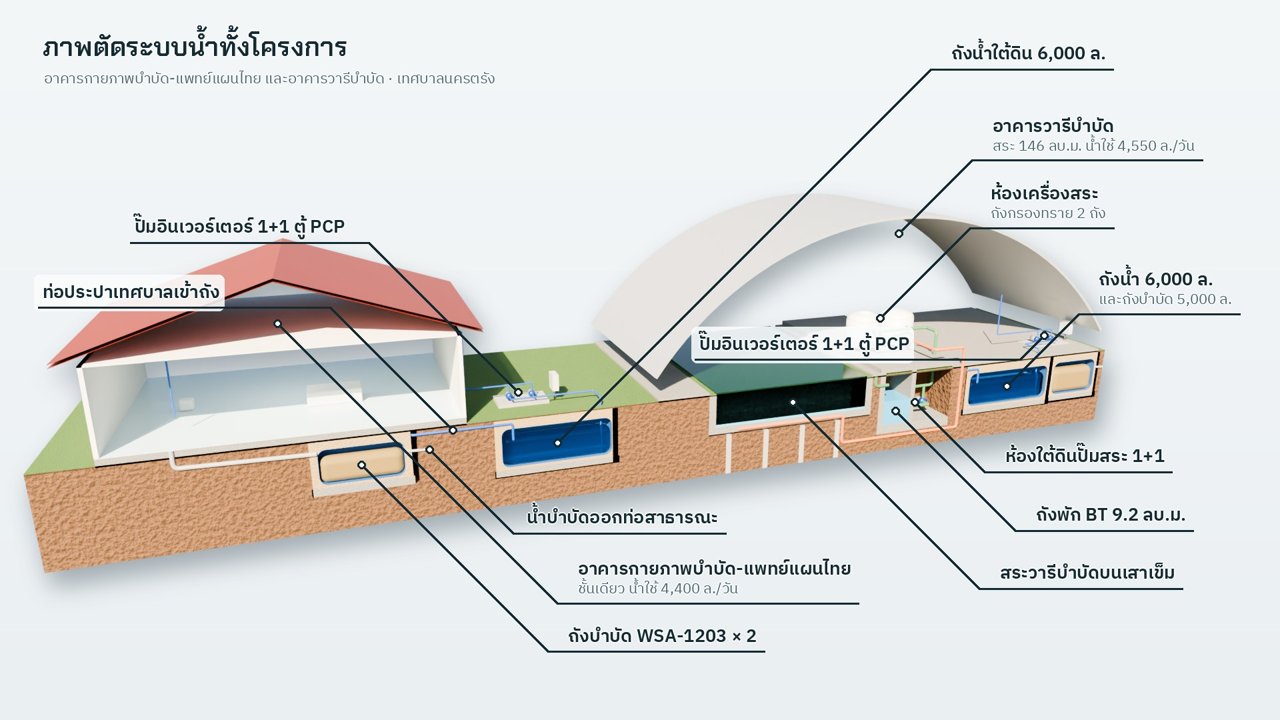 ภาพตัดระบบน้ำทั้งโครงการ
อาคารกายภาพบำบัด-แพทย์แผนไทย และอาคารวารีบำบัด · เทศบาลนครตรัง
ถังน้ำใต้ดิน 6,000 ล.
อาคารวารีบำบัด
สระ 146 ลบ.ม. น้ำใช้ 4,550 ล./วัน
ห้องเครื่องสระ
ถังกรองทราย 2 ถัง
ปั๊มอินเวอร์เตอร์ 1+1 ตู้ PCP
ท่อประปาเทศบาลเข้าถัง
ถังน้ำ 6,000 ล.
และถังบำบัด 5,000 ล.
ปั๊มอินเวอร์เตอร์ 1+1 ตู้ PCP
ห้องใต้ดินปั๊มสระ 1+1
น้ำบำบัดออกท่อสาธารณะ
ถังพัก BT 9.2 ลบ.ม.
อาคารกายภาพบำบัด-แพทย์แผนไทย
ชั้นเดียว น้ำใช้ 4,400 ล./วัน
สระวารีบำบัดบนเสาเข็ม
ถังบำบัด WSA-1203 × 2